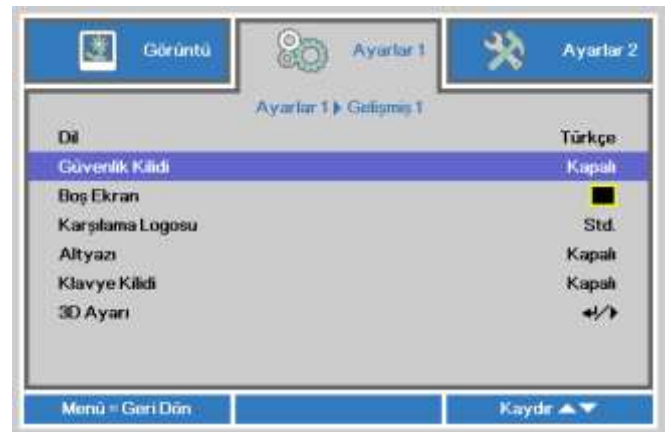 Görüntü
Ayarlar 1
Ayarlar 2
Ayarlar 1 Gelişmiş 1
Dil Türkçe
Güvenlik Kilidi Kapalı
Boş Ekran
Karşılama Logosu Std.
Altyazı Kapalı
Klavye Kilidi Kapalı
3D Ayarı
Menü = Geri Dön Kaydır